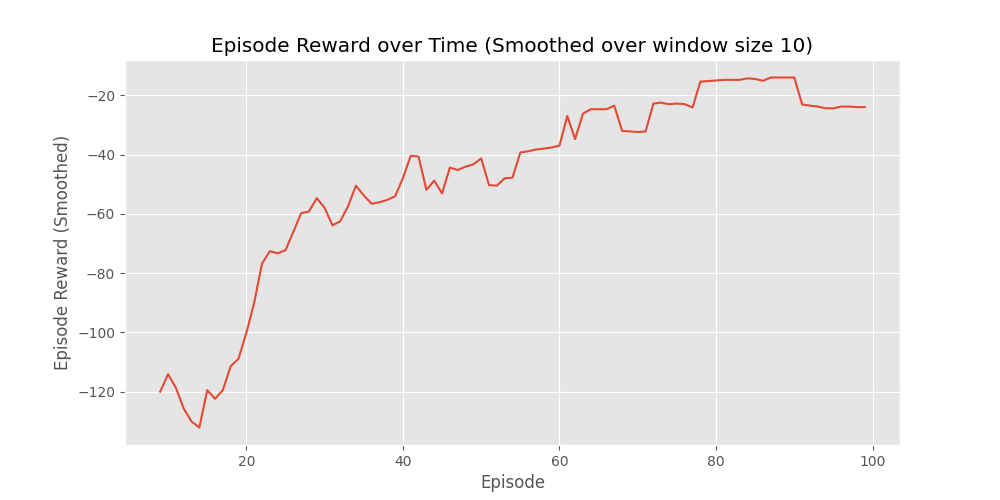 Episode Reward over Time (Smoothed over window size 10)
Episode Reward (Smoothed)
−20
−40
−60
−80
−100
−120
20 40 60 80 100
Episode